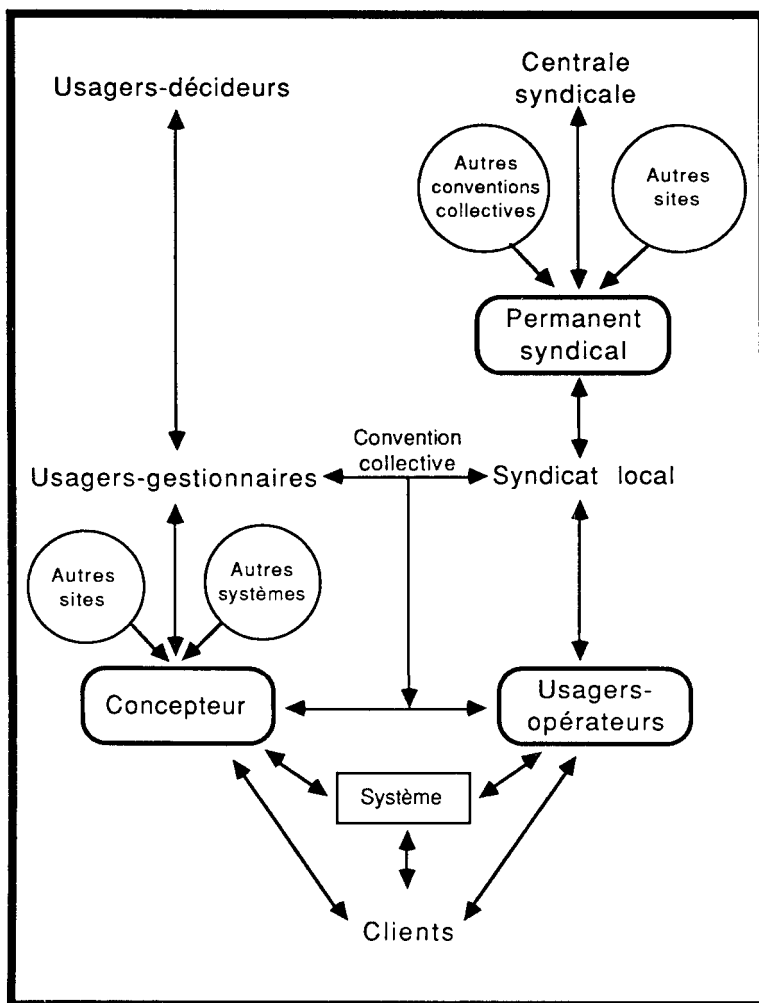 Usagers-décideurs
Centrale
syndicale
Autres
conventions
collectives
Autres
sites
Permanent
syndical
Convention
collective
Usagers-gestionnaires
Syndicat local
Autres
sites
Autres
systèmes
Concepteur
Usagers-
opérateurs
Système
Clients